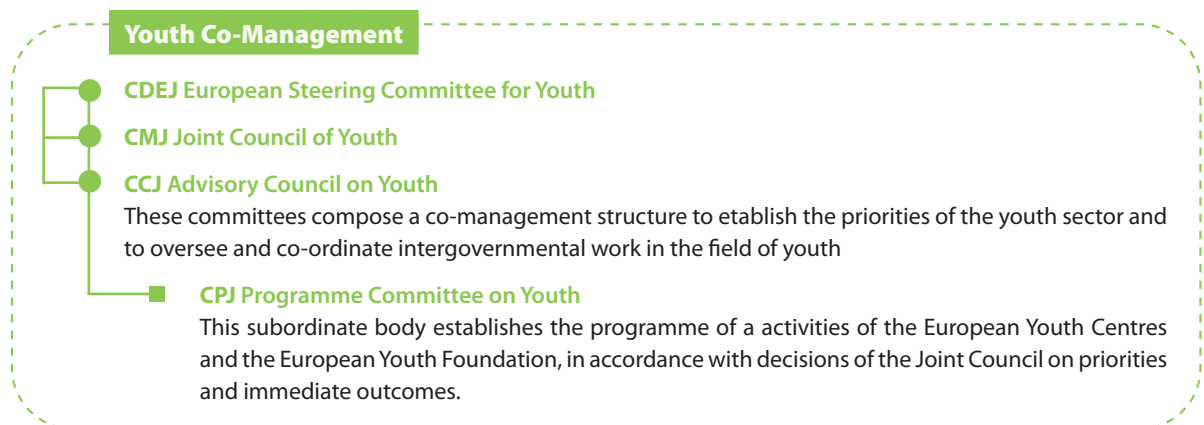 Youth Co-Management
CDEJ European Steering Committee for Youth
CMJ Joint Council of Youth
CCJ Advisory Council on Youth
These committees compose a co-management structure to etablish the priorities of the youth sector and
to oversee and co-ordinate intergovernmental work in the field of youth
CPJ Programme Committee on Youth
This subordinate body establishes the programme of a activities of the European Youth Centres
and the European Youth Foundation, in accordance with decisions of the Joint Council on priorities
and immediate outcomes.